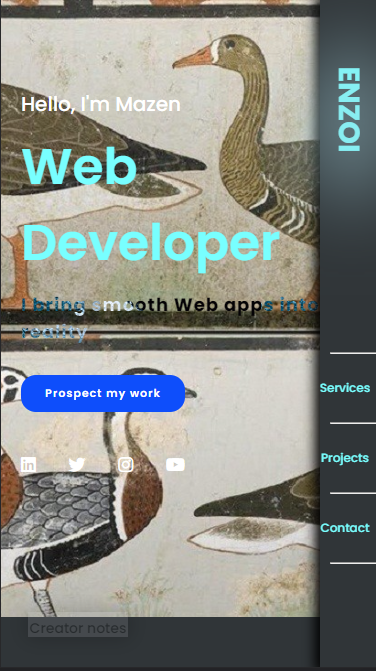 Hello, I'm Mazen
Web
Developer
I bring smooth Web apps into
reality
Prospect my work
Creator notes
ENZOI
Services
Projects
Contact